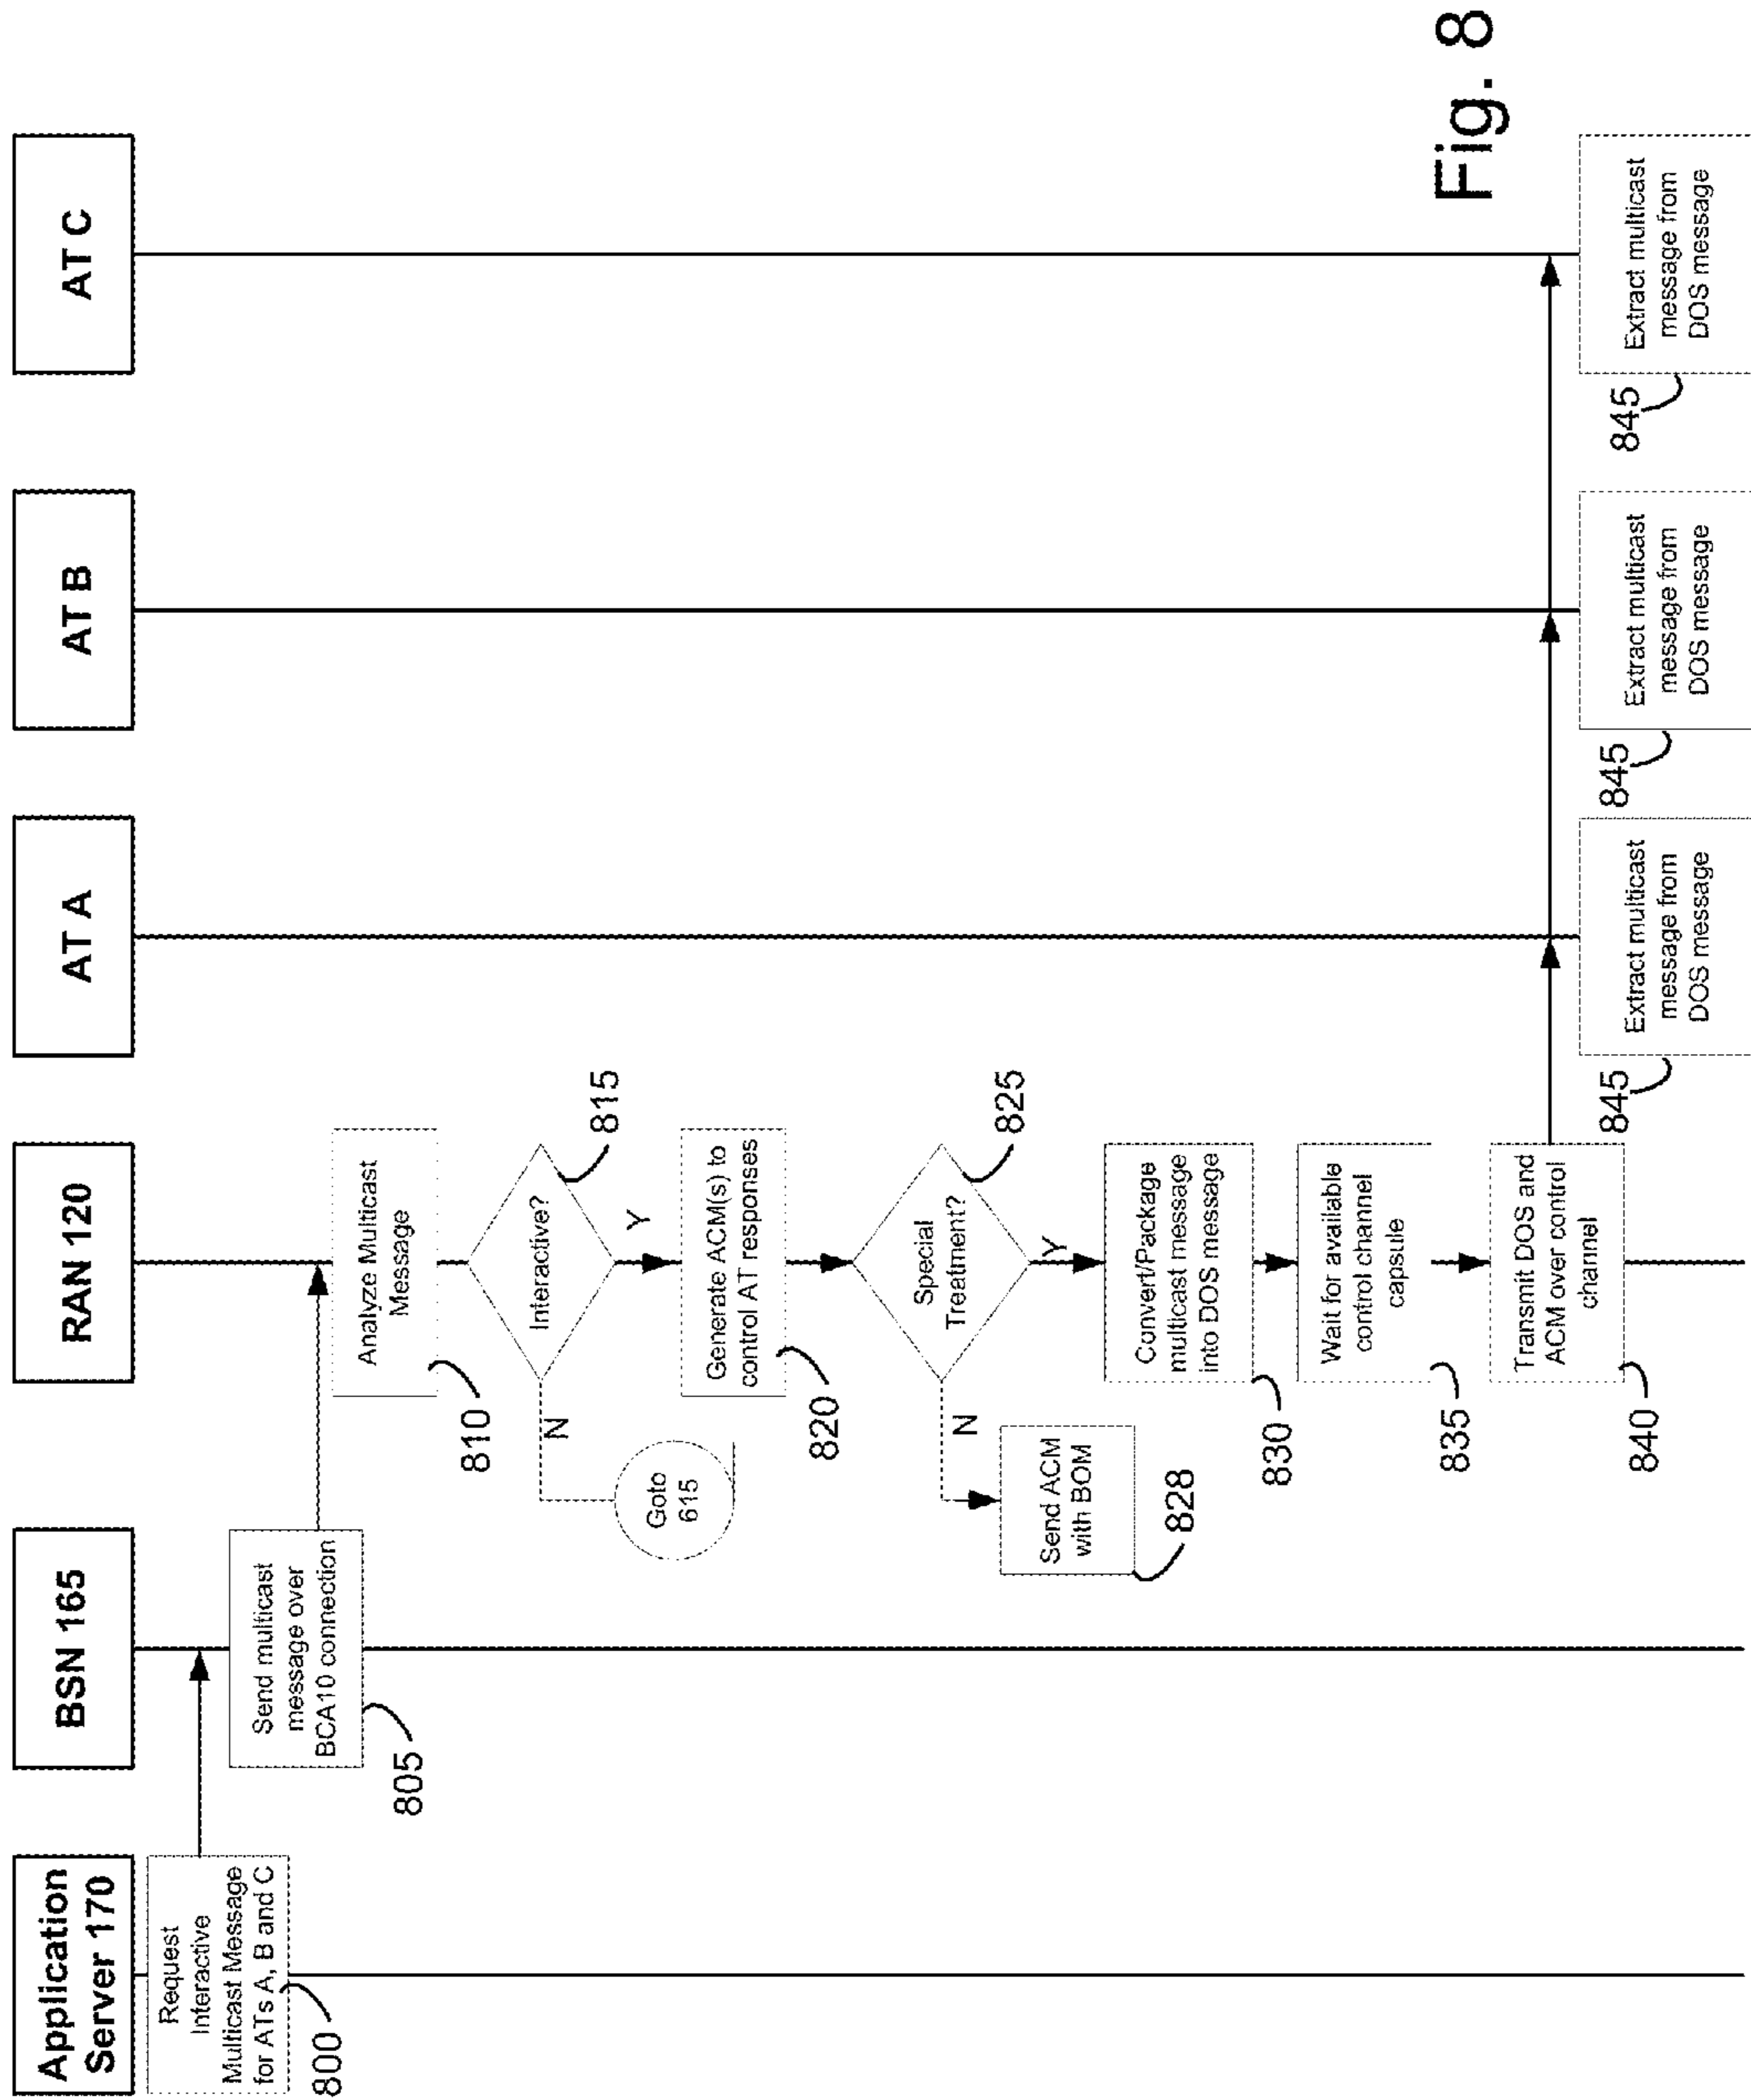 Application
Server 170
BSN 165
RAN 120
AT A
AT B
AT C
Request
Interactive
Multicast Message
for ATs A, B and C
800
Send multicast
message over
BCA10 connection
805
Analyze Multicast
Message
810
Interactive?
815
N
Y
Goto
615
Generate ACM(s) to
control AT responses
820
Special
Treatment?
825
N
Y
Send ACM
with BOM
828
Convert/Package
multicast message
into DOS message
830
Wait for available
control channel
capsule
835
Transmit DOS and
ACM over control
channel
840
Extract multicast
message from
DOS message
845
Extract multicast
message from
DOS message
845
Extract multicast
message from
DOS message
845
Fig. 8